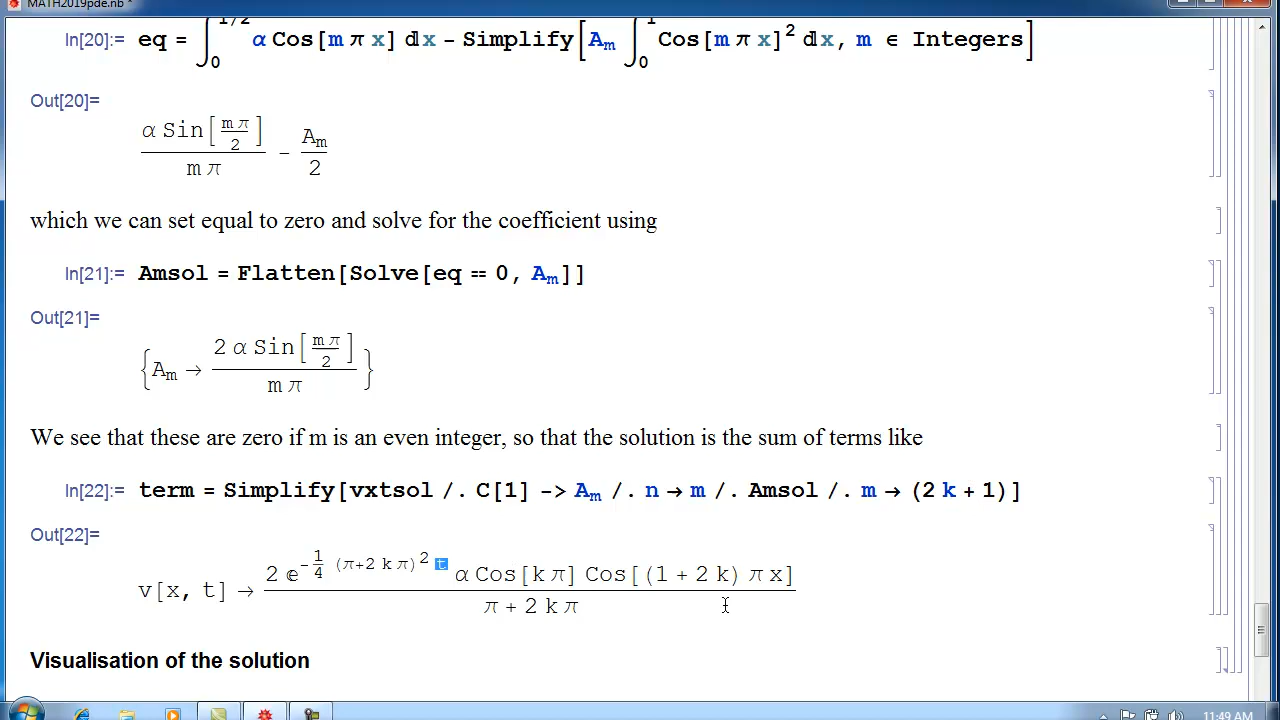 MATH2019pde.nb *
In[20]:= eq = ∫₀^1/2 α Cos[m π x] ⅆx - Simplify[Aₘ ∫₀^1 Cos[m π x]² ⅆx, m ∈ Integers]
Out[20]=
α Sin[m π/2]/m π - Aₘ/2
which we can set equal to zero and solve for the coefficient using
In[21]:= Amsol = Flatten[Solve[eq == 0, Aₘ]]
Out[21]=
{Aₘ → 2 α Sin[m π/2]/m π}
We see that these are zero if m is an even integer, so that the solution is the sum of terms like
In[22]:= term = Simplify[vxtsol /. C[1] -> Aₘ /. n → m /. Amsol /. m → (2 k + 1)]
Out[22]=
v[x, t] → 2 ⅇ^-1/4 (π+2 k π)² t α Cos[k π] Cos[(1 + 2 k) π x]/π + 2 k π
Visualisation of the solution
11:49 AM